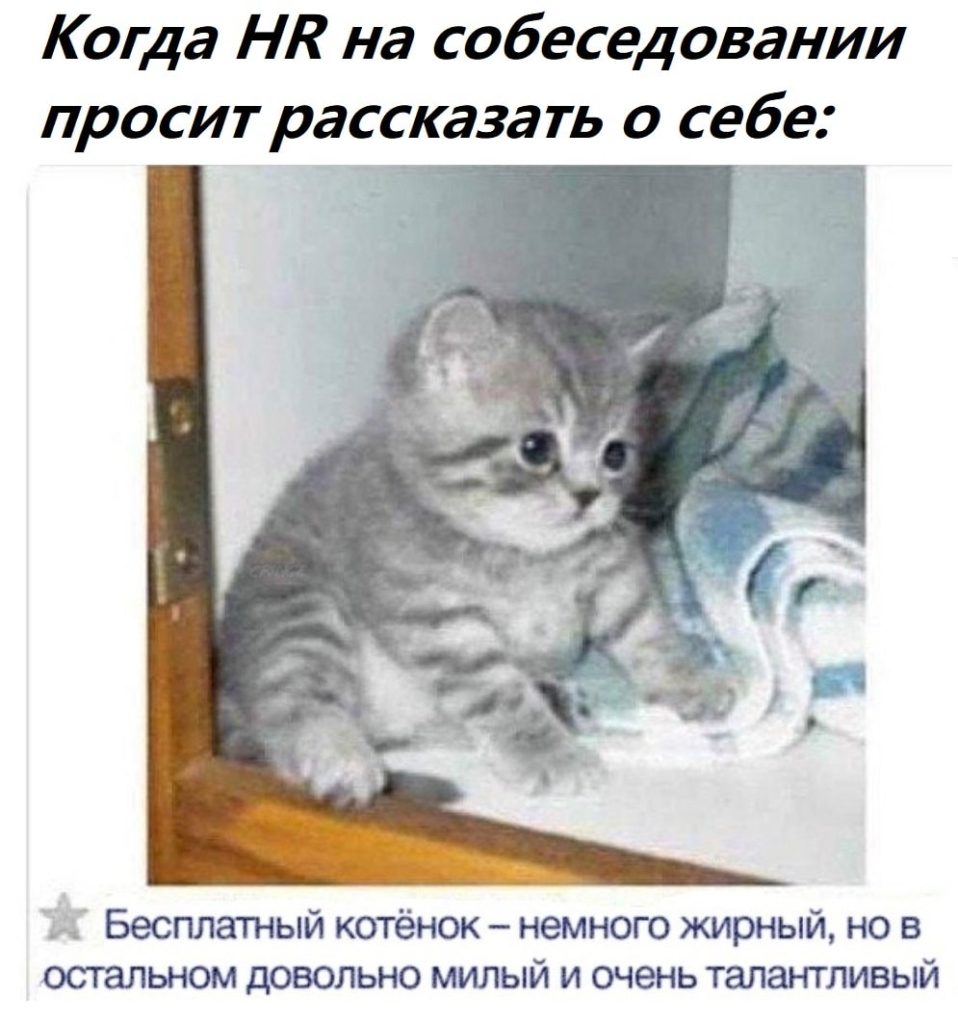 Когда HR на собеседовании
просит рассказать о себе:
Бесплатный котёнок – немного жирный, но в
остальном довольно милый и очень талантливый